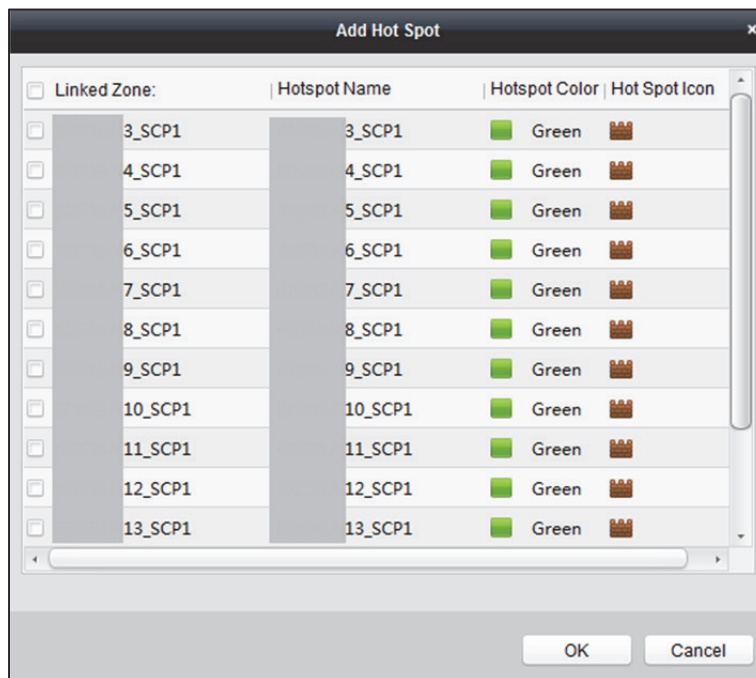 Add Hot Spot
Linked Zone: Hotspot Name Hotspot Color Hot Spot Icon
3_SCP1 3_SCP1 Green
4_SCP1 4_SCP1 Green
5_SCP1 5_SCP1 Green
6_SCP1 6_SCP1 Green
7_SCP1 7_SCP1 Green
8_SCP1 8_SCP1 Green
9_SCP1 9_SCP1 Green
10_SCP1 10_SCP1 Green
11_SCP1 11_SCP1 Green
12_SCP1 12_SCP1 Green
13_SCP1 13_SCP1 Green
OK Cancel